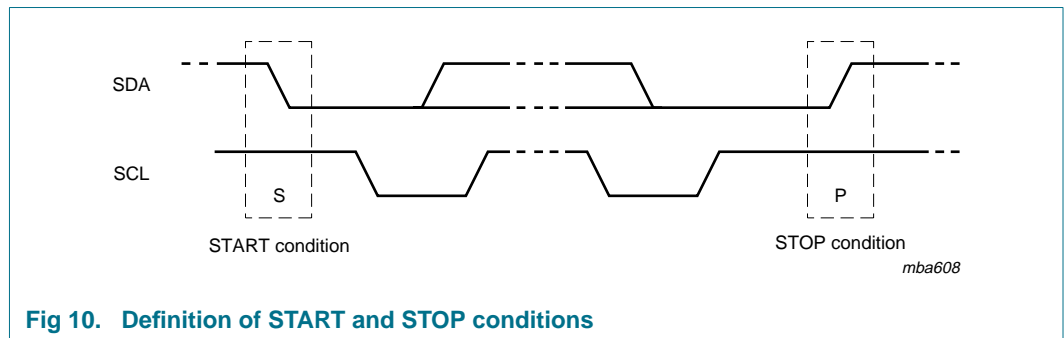 SDA
SCL
S
P
START condition
STOP condition
mba608
Fig 10. Definition of START and STOP conditions